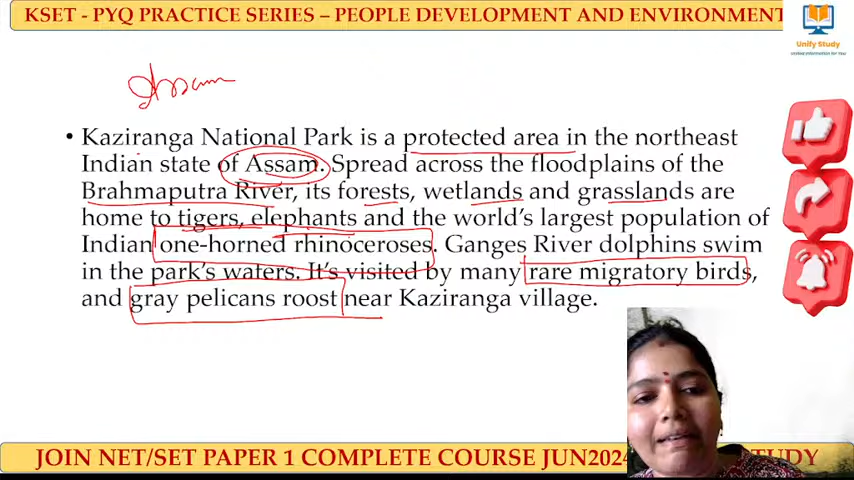 KSET - PYQ PRACTICE SERIES – PEOPLE DEVELOPMENT AND ENVIRONMENT
Unify Study
Assam
• Kaziranga National Park is a protected area in the northeast
Indian state of Assam. Spread across the floodplains of the
Brahmaputra River, its forests, wetlands and grasslands are
home to tigers, elephants and the world's largest population of
Indian one-horned rhinoceroses. Ganges River dolphins swim
in the park's waters. It's visited by many rare migratory birds,
and gray pelicans roost near Kaziranga village.
JOIN NET/SET PAPER 1 COMPLETE COURSE JUN2024 STUDY